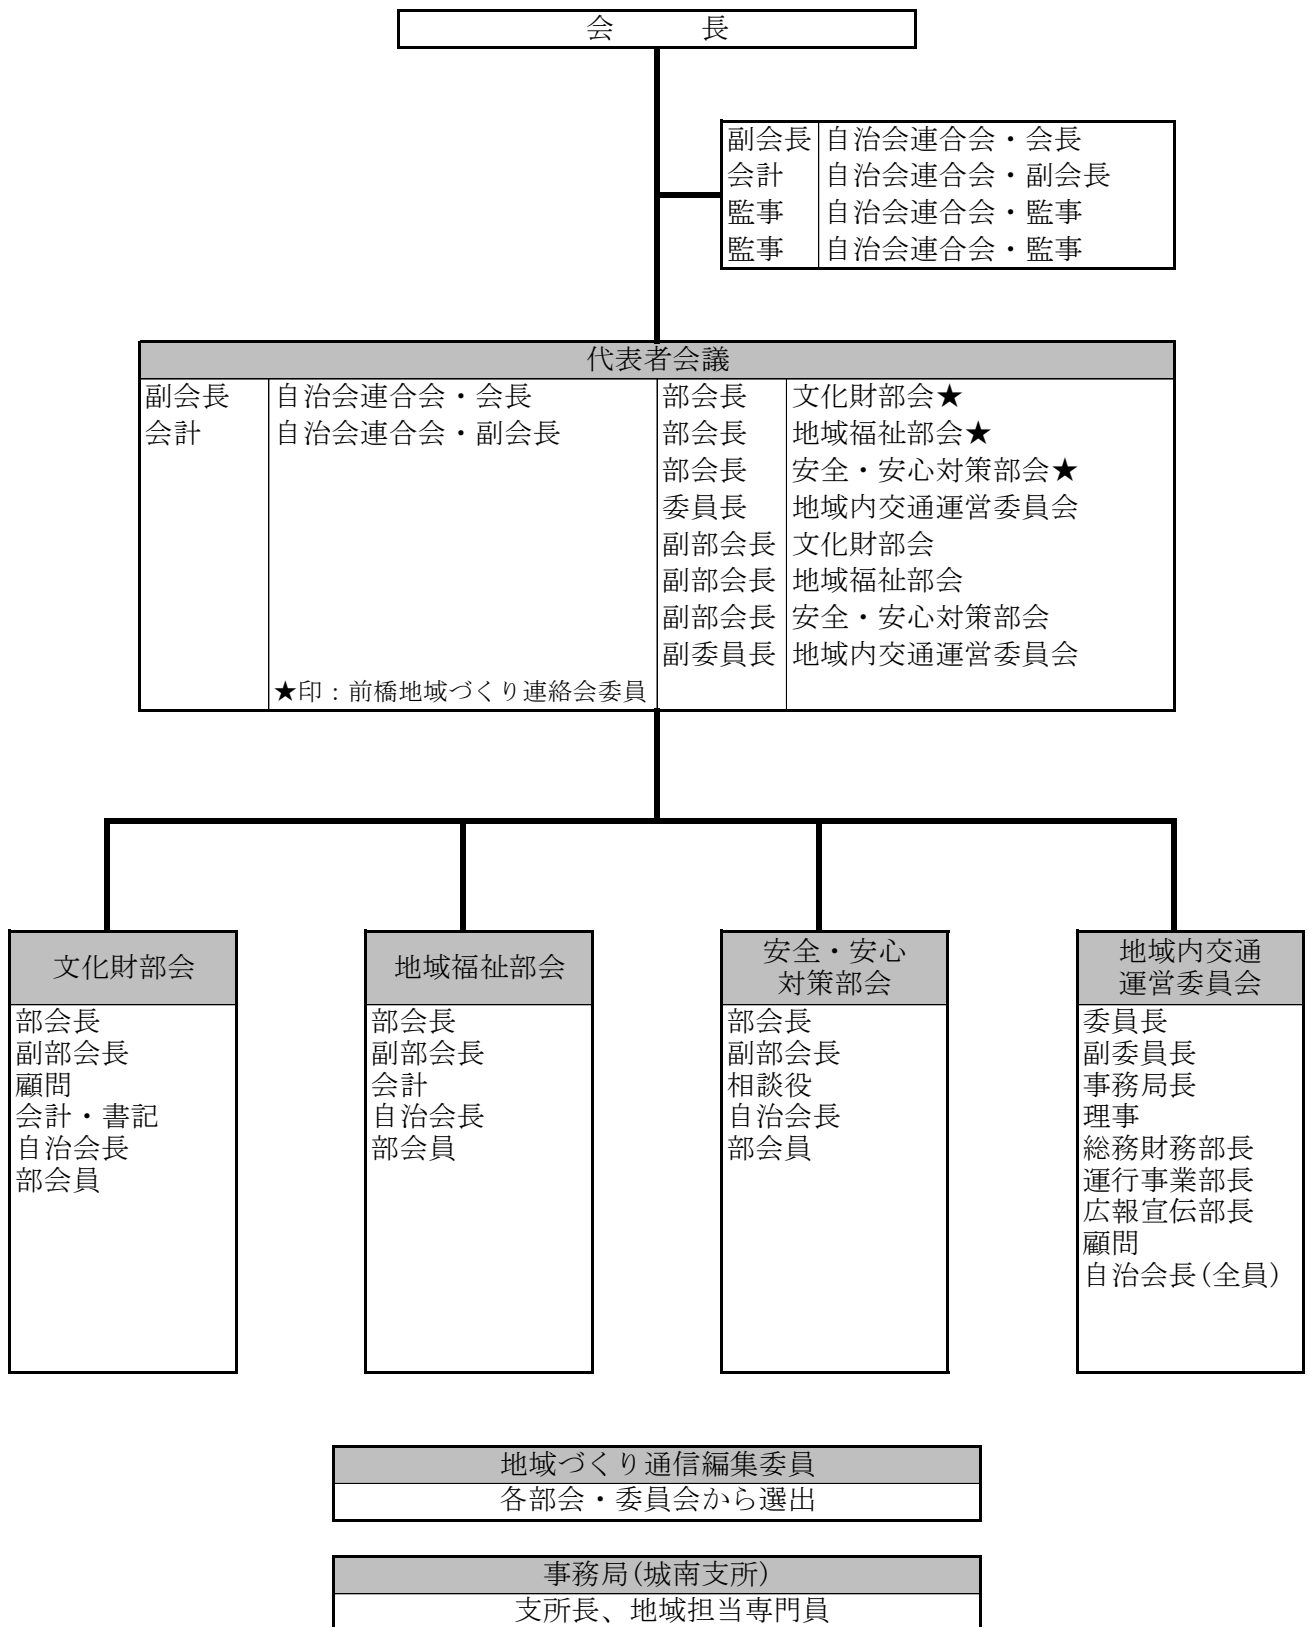 会　　　長
副会長 自治会連合会・会長
会計 自治会連合会・副会長
監事 自治会連合会・監事
監事 自治会連合会・監事
代表者会議
副会長 自治会連合会・会長 部会長 文化財部会★
会計 自治会連合会・副会長 部会長 地域福祉部会★
部会長 安全・安心対策部会★
委員長 地域内交通運営委員会
副部会長 文化財部会
副部会長 地域福祉部会
副部会長 安全・安心対策部会
副委員長 地域内交通運営委員会
★印：前橋地域づくり連絡会委員
文化財部会
部会長
副部会長
顧問
会計・書記
自治会長
部会員
地域福祉部会
部会長
副部会長
会計
自治会長
部会員
安全・安心
対策部会
部会長
副部会長
相談役
自治会長
部会員
地域内交通
運営委員会
委員長
副委員長
事務局長
理事
総務財務部長
運行事業部長
広報宣伝部長
顧問
自治会長(全員)
地域づくり通信編集委員
各部会・委員会から選出
事務局(城南支所)
支所長、地域担当専門員